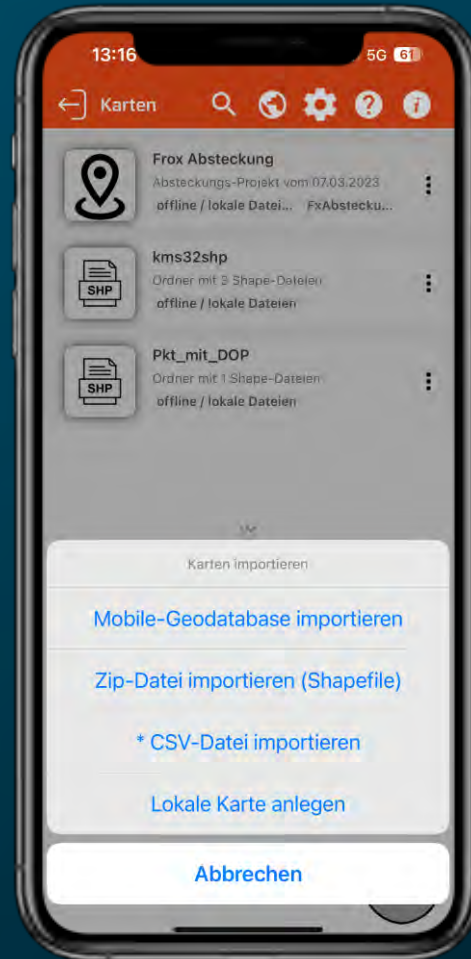 13:16
5G 61
Karten
Frox Absteckung
Absteckungs-Projekt vom 07.03.2023
offline / lokale Datei... FxAbstecku...
SHP
kms32shp
Ordner mit 3 Shape-Dateien
offline / lokale Dateien
SHP
Pkt_mit_DOP
Ordner mit 1 Shape-Dateien
offline / lokale Dateien
Karten importieren
Mobile-Geodatabase importieren
Zip-Datei importieren (Shapefile)
* CSV-Datei importieren
Lokale Karte anlegen
Abbrechen